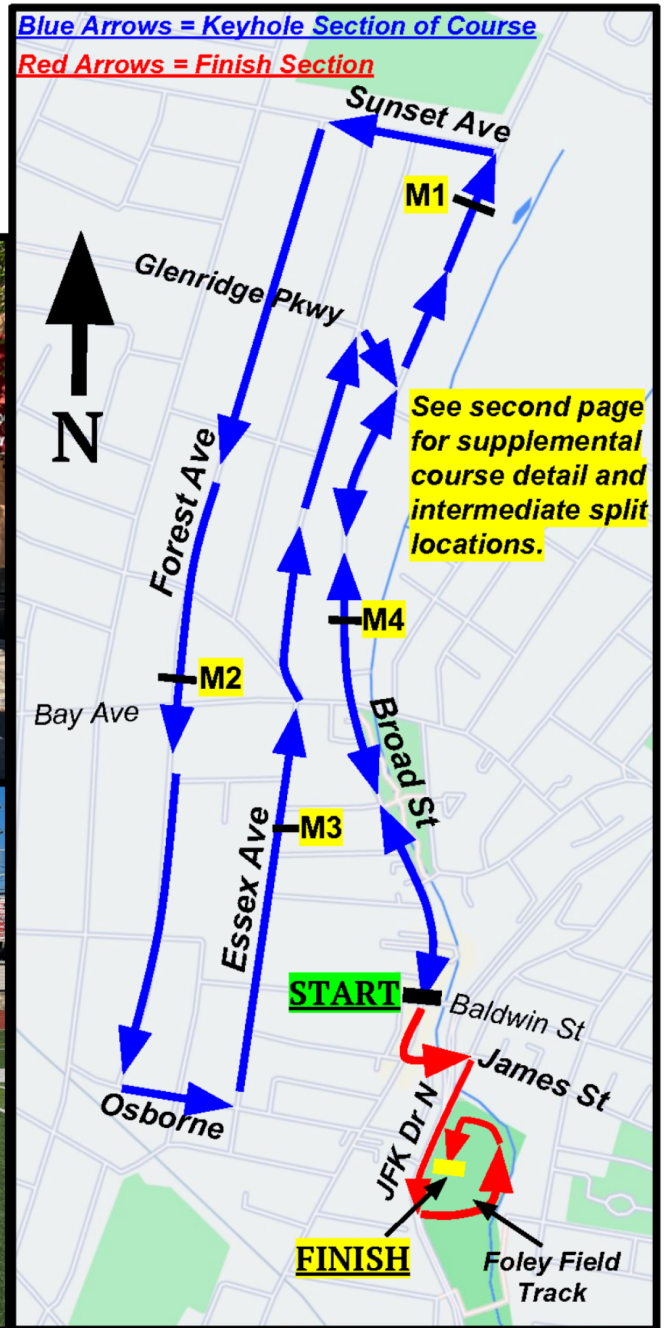 Blue Arrows = Keyhole Section of Course
Red Arrows = Finish Section
Sunset Ave
M1
Glenridge Pkwy
N
See second page
for supplemental
course detail and
intermediate split
locations.
Forest Ave
M4
M2
Bay Ave
Broad St
M3
Essex Ave
START
Baldwin St
James St
Osborne
JFK Dr N
FINISH
Foley Field
Track